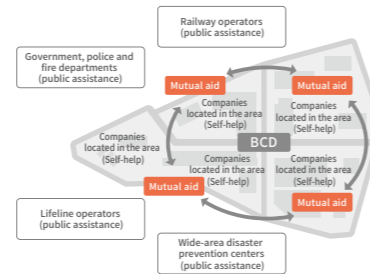 Railway operators
(public assistance)
Government, police and
fire departments
(public assistance)
Mutual aid
Mutual aid
Companies
located in the area
(Self-help)
Companies
located in the area
(Self-help)
Companies
located in the area
(Self-help)
BCD
Companies
located in the area
(Self-help)
Companies
located in the area
(Self-help)
Mutual aid
Mutual aid
Lifeline operators
(public assistance)
Wide-area disaster
prevention centers
(public assistance)